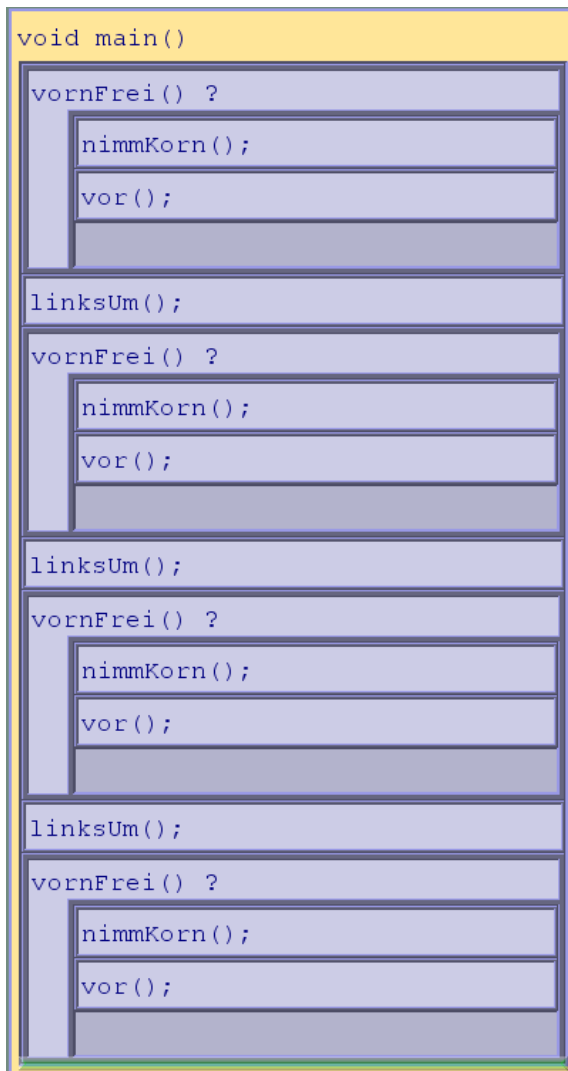 void main()
vornFrei() ?
nimmKorn();
vor();
linksUm();
vornFrei() ?
nimmKorn();
vor();
linksUm();
vornFrei() ?
nimmKorn();
vor();
linksUm();
vornFrei() ?
nimmKorn();
vor();